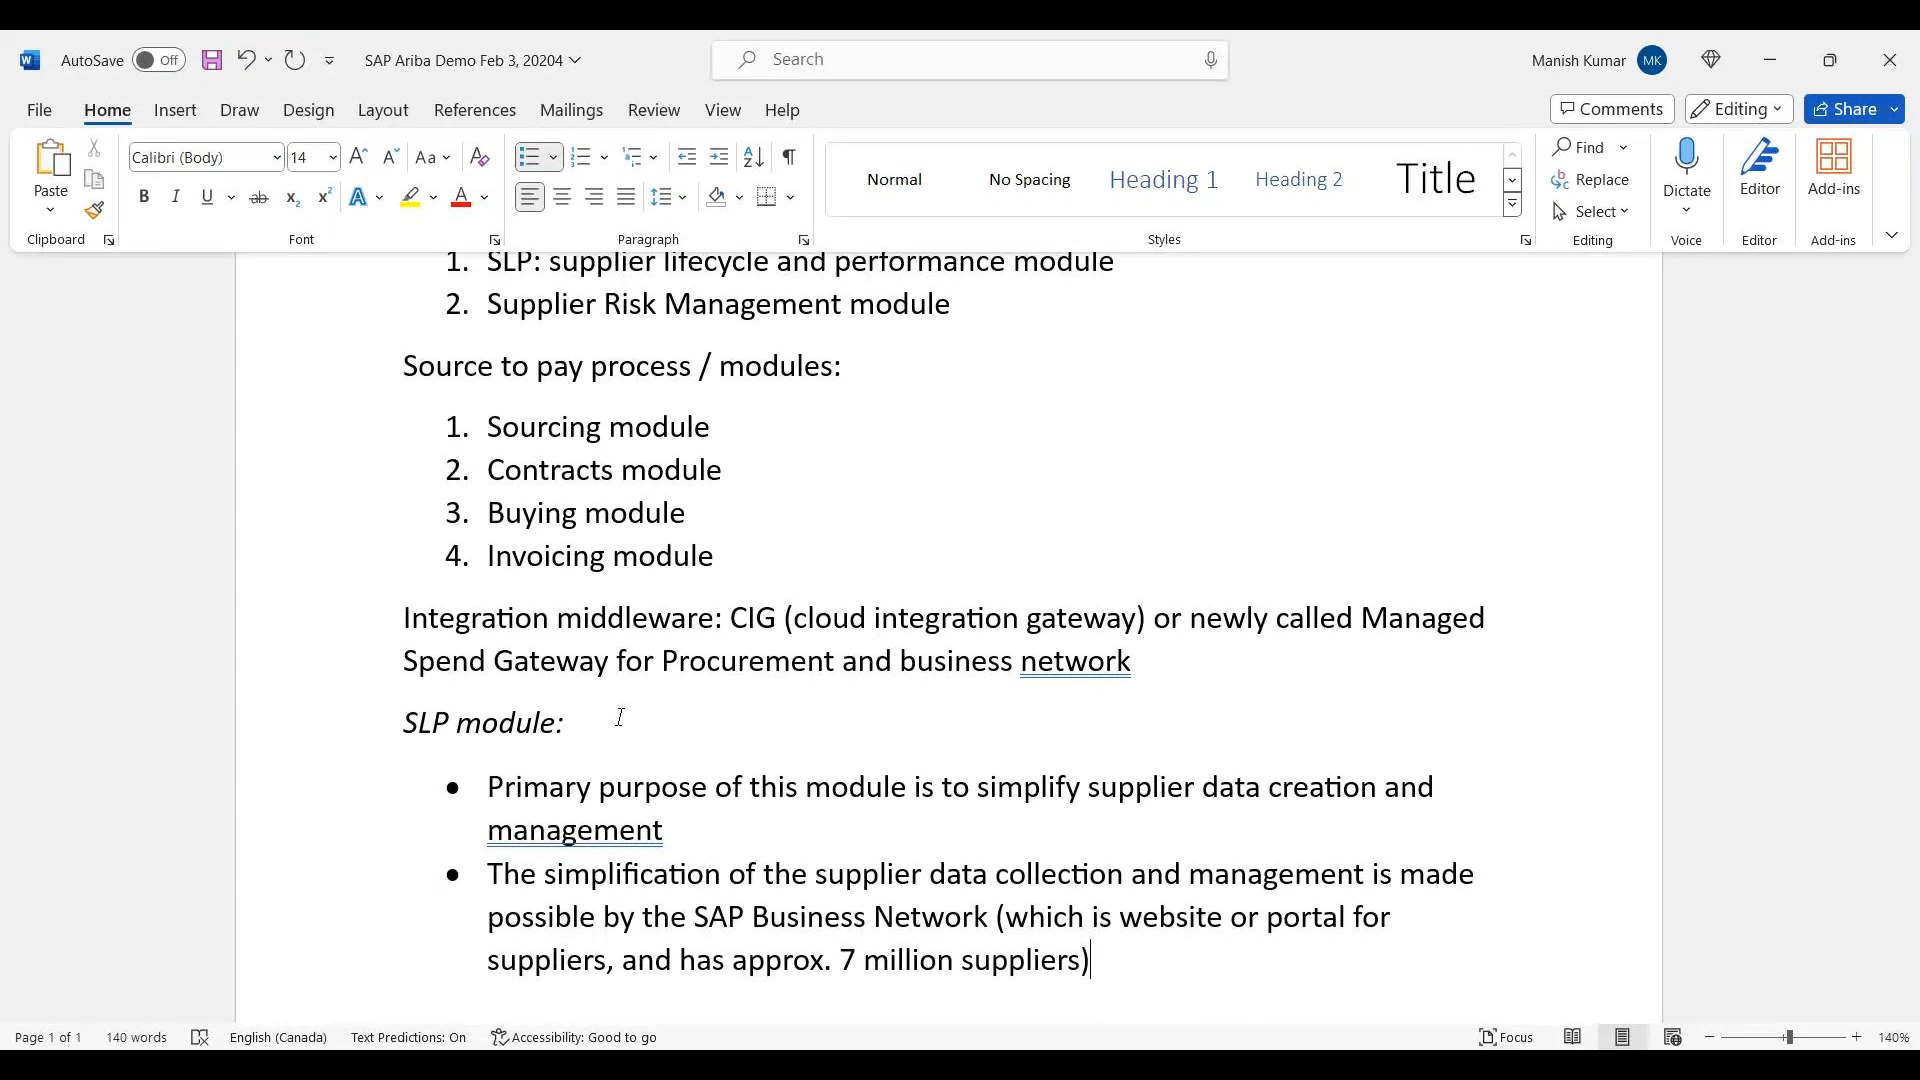 AutoSave Off SAP Ariba Demo Feb 3, 20204 Search Manish Kumar MK
File Home Insert Draw Design Layout References Mailings Review View Help Comments Editing Share
Paste Calibri (Body) 14 Aa Normal No Spacing Heading 1 Heading 2 Title Find Replace Select Dictate Editor Add-ins
Clipboard Font Paragraph Styles Editing Voice Editor Add-ins
1. SLP: supplier lifecycle and performance module
2. Supplier Risk Management module
Source to pay process / modules:
1. Sourcing module
2. Contracts module
3. Buying module
4. Invoicing module
Integration middleware: CIG (cloud integration gateway) or newly called Managed
Spend Gateway for Procurement and business network
SLP module:
• Primary purpose of this module is to simplify supplier data creation and
management
• The simplification of the supplier data collection and management is made
possible by the SAP Business Network (which is website or portal for
suppliers, and has approx. 7 million suppliers)
Page 1 of 1 140 words English (Canada) Text Predictions: On Accessibility: Good to go Focus 140%